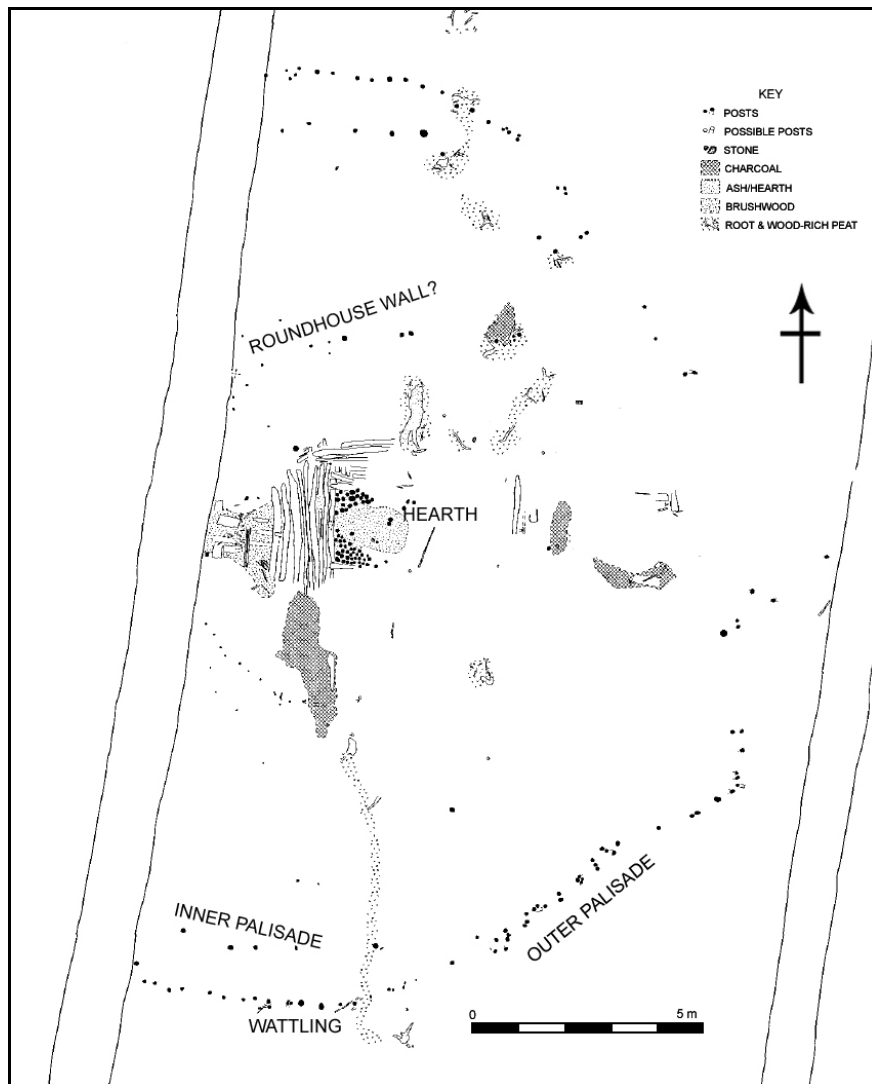 KEY
POSTS
POSSIBLE POSTS
STONE
CHARCOAL
ASH/HEARTH
BRUSHWOOD
ROOT & WOOD-RICH PEAT
ROUNDHOUSE WALL?
HEARTH
INNER PALISADE
OUTER PALISADE
WATTLING
0
5 m